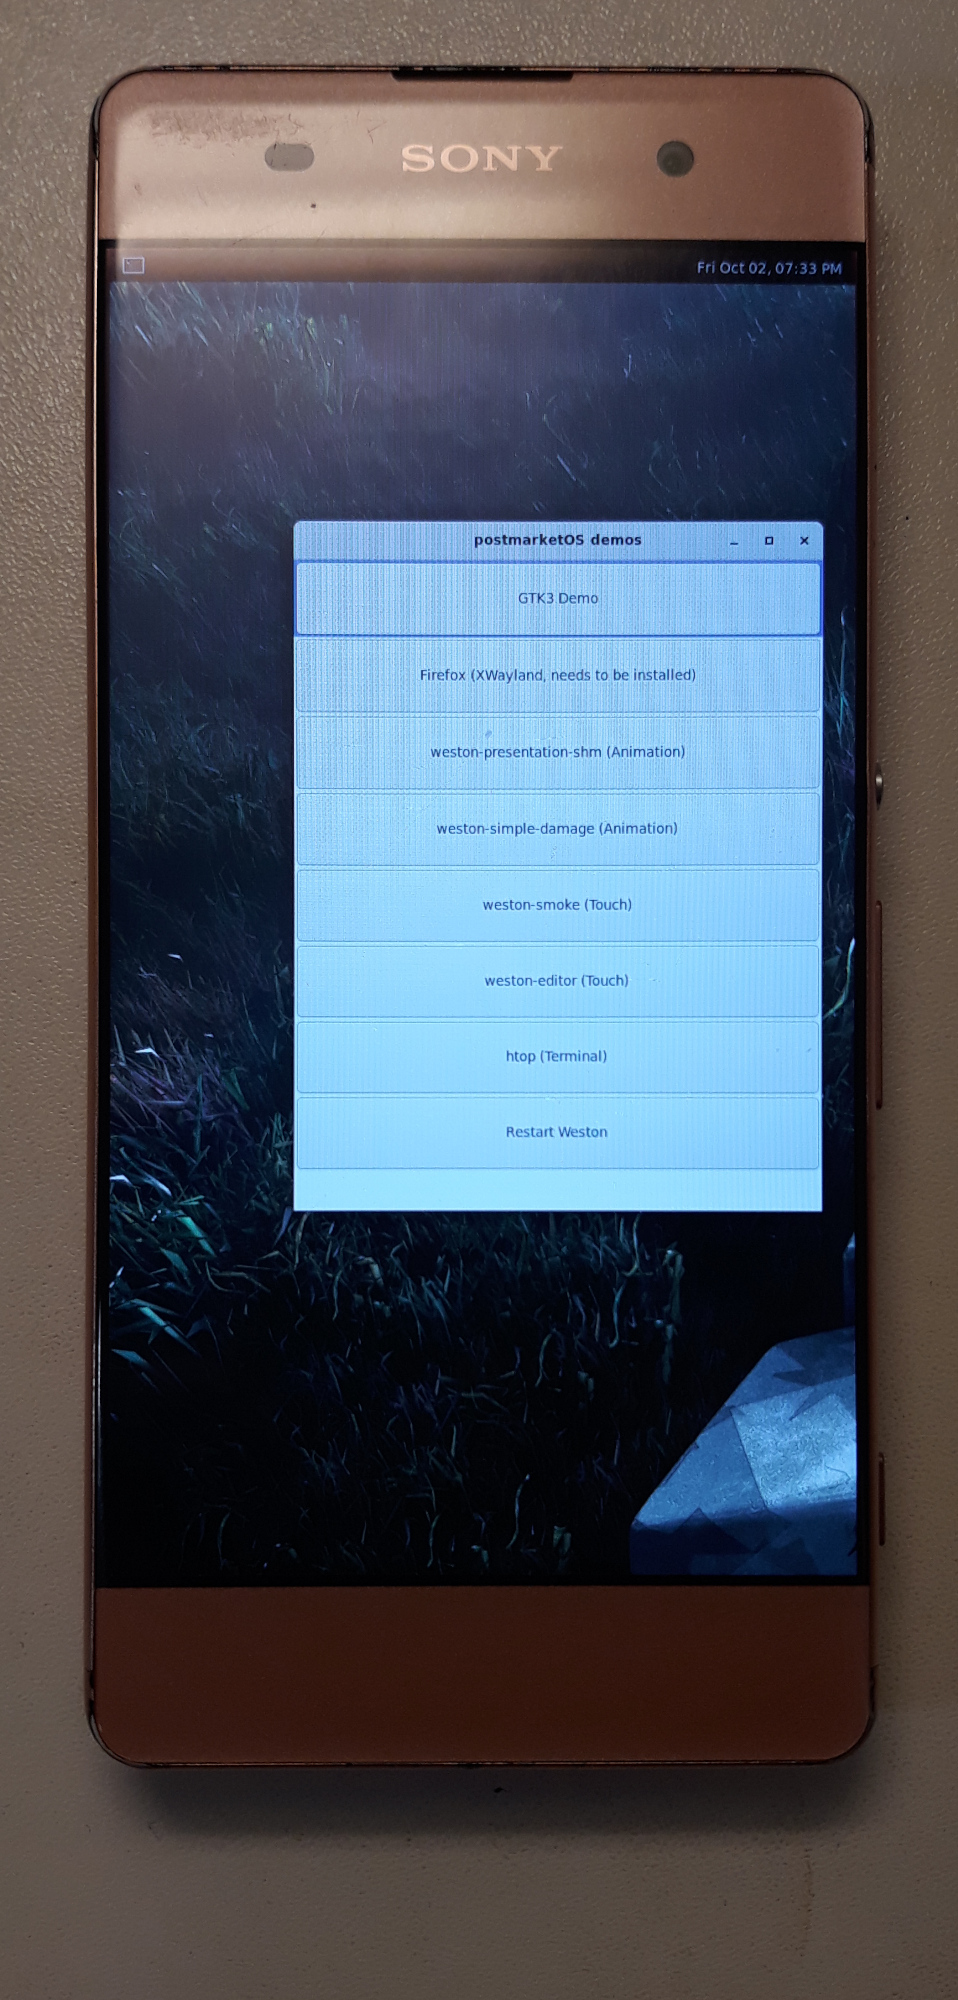 SONY
Fri Oct 02, 07:33 PM
postmarketOS demos
GTK3 Demo
Firefox (XWayland, needs to be installed)
weston-presentation-shm (Animation)
weston-simple-damage (Animation)
weston-smoke (Touch)
weston-editor (Touch)
htop (Terminal)
Restart Weston